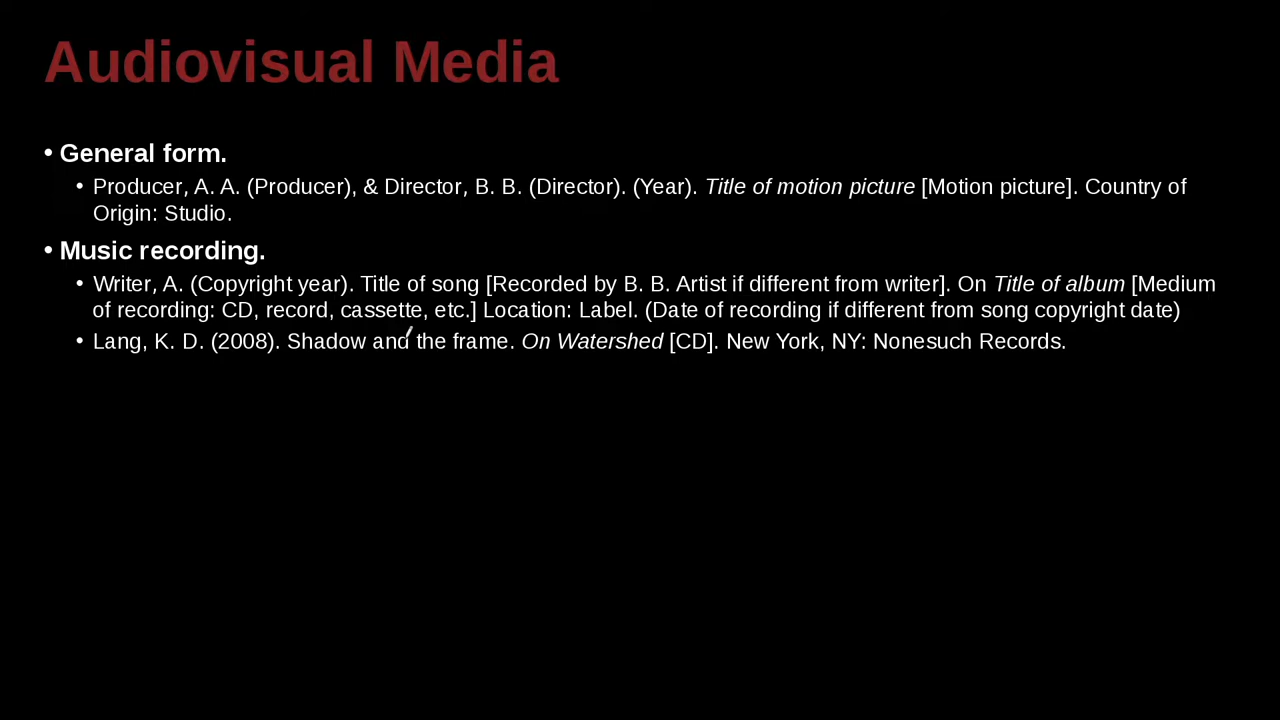 Audiovisual Media
• General form.
• Producer, A. A. (Producer), & Director, B. B. (Director). (Year). Title of motion picture [Motion picture]. Country of
Origin: Studio.
• Music recording.
• Writer, A. (Copyright year). Title of song [Recorded by B. B. Artist if different from writer]. On Title of album [Medium
of recording: CD, record, cassette, etc.] Location: Label. (Date of recording if different from song copyright date)
• Lang, K. D. (2008). Shadow and the frame. On Watershed [CD]. New York, NY: Nonesuch Records.